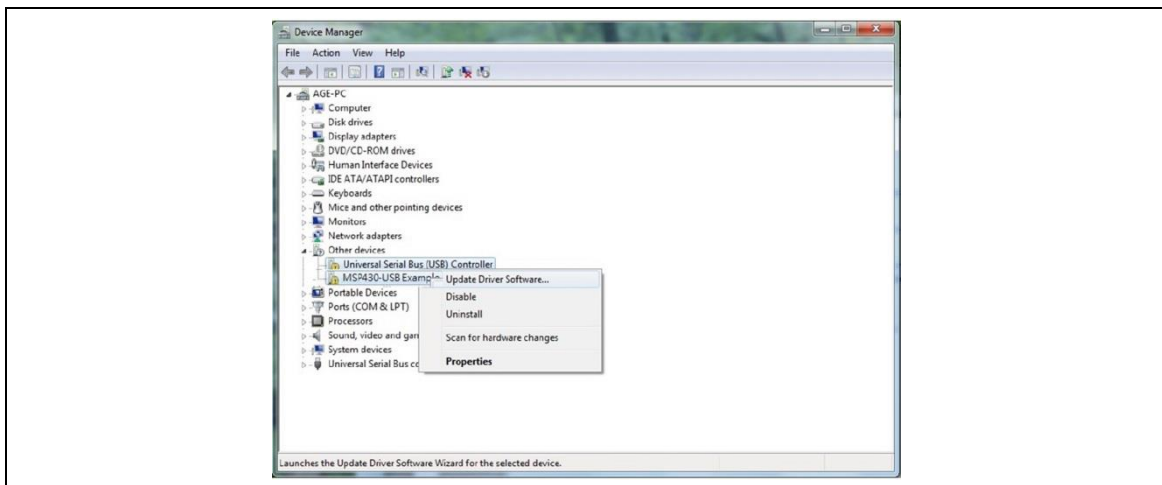 Device Manager
File Action View Help
AGE-PC
Computer
Disk drives
Display adapters
DVD/CD-ROM drives
Human Interface Devices
IDE ATA/ATAPI controllers
Keyboards
Mice and other pointing devices
Monitors
Network adapters
Other devices
Universal Serial Bus (USB) Controller
MSP430-USB Example
Update Driver Software...
Portable Devices
Disable
Ports (COM & LPT)
Uninstall
Processors
Sound, video and gan
Scan for hardware changes
System devices
Universal Serial Bus cc
Properties
Launches the Update Driver Software Wizard for the selected device.